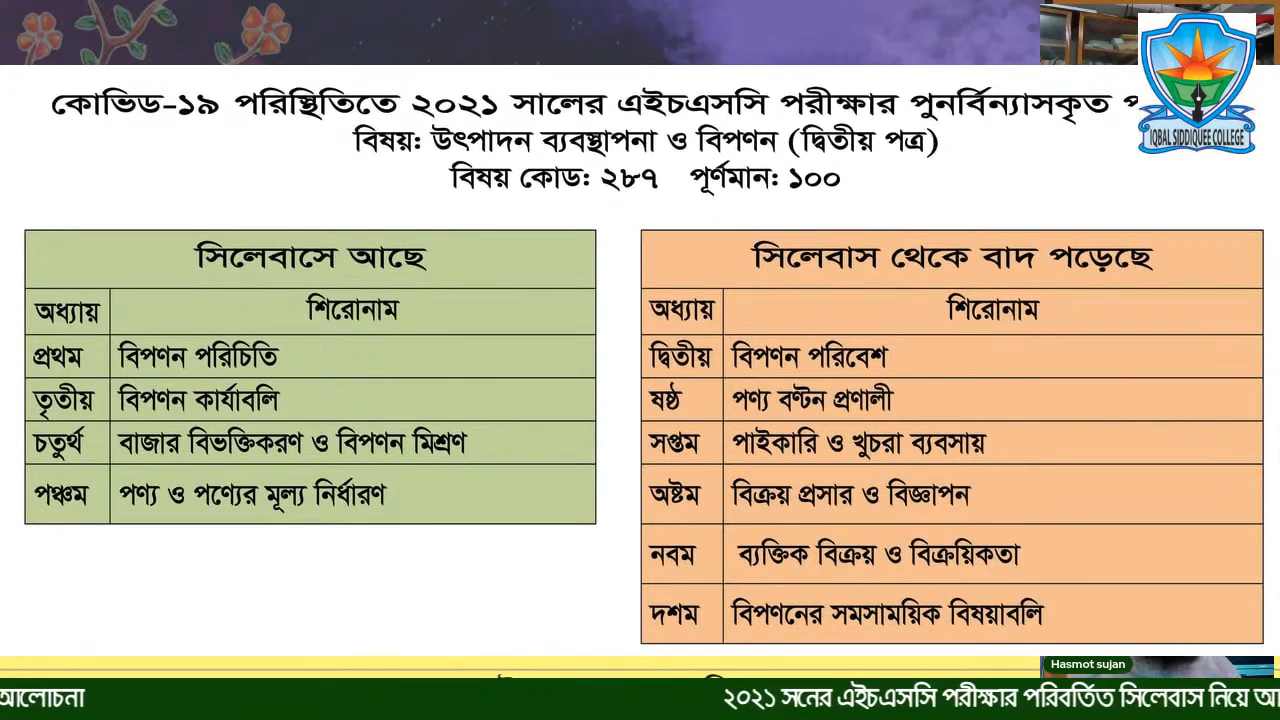 কোভিড-১৯ পরিস্থিতিতে ২০২১ সালের এইচএসসি পরীক্ষার পুনর্বিন্যাসকৃত
বিষয়: উৎপাদন ব্যবস্থাপনা ও বিপণন (দ্বিতীয় পত্র)
বিষয় কোড: ২৮৭ পূর্ণমান: ১০০
IQBAL SIDDIQUEE COLLEGE
সিলেবাসে আছে
অধ্যায় শিরোনাম
প্রথম বিপণন পরিচিতি
তৃতীয় বিপণন কার্যাবলি
চতুর্থ বাজার বিভক্তিকরণ ও বিপণন মিশ্রণ
পঞ্চম পণ্য ও পণ্যের মূল্য নির্ধারণ
সিলেবাস থেকে বাদ পড়েছে
অধ্যায় শিরোনাম
দ্বিতীয় বিপণন পরিবেশ
ষষ্ঠ পণ্য বণ্টন প্রণালী
সপ্তম পাইকারি ও খুচরা ব্যবসায়
অষ্টম বিক্রয় প্রসার ও বিজ্ঞাপন
নবম ব্যক্তিক বিক্রয় ও বিক্রয়িকতা
দশম বিপণনের সমসাময়িক বিষয়াবলি
Hasmot sujan
আলোচনা ২০২১ সনের এইচএসসি পরীক্ষার পরিবর্তিত সিলেবাস নিয়ে